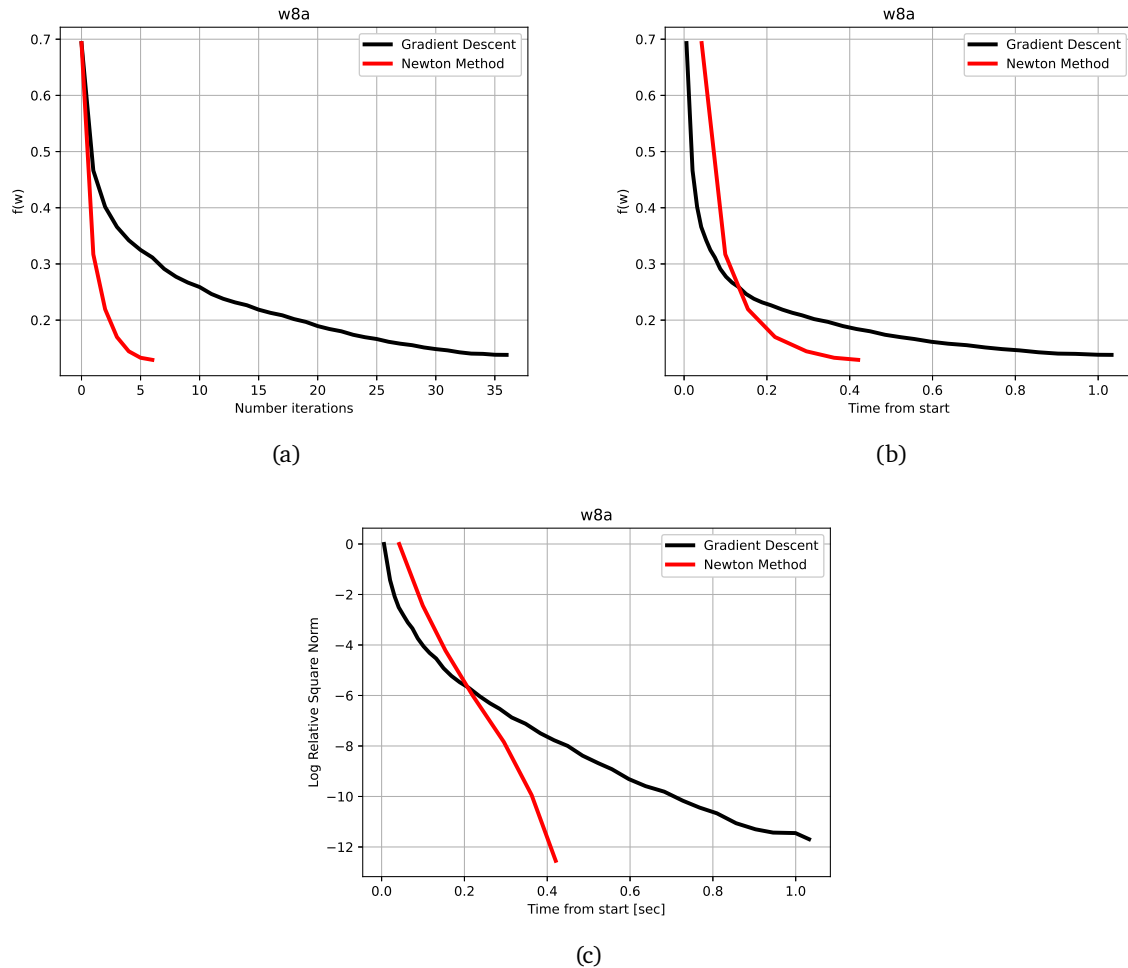 w8a
0.7
0.6
0.5
0.4
0.3
0.2
f(w)
Gradient Descent
Newton Method
0 5 10 15 20 25 30 35
Number iterations
(a)
w8a
0.7
0.6
0.5
0.4
0.3
0.2
f(w)
Gradient Descent
Newton Method
0.0 0.2 0.4 0.6 0.8 1.0
Time from start
(b)
w8a
0
−2
−4
−6
−8
−10
−12
Log Relative Square Norm
Gradient Descent
Newton Method
0.0 0.2 0.4 0.6 0.8 1.0
Time from start [sec]
(c)